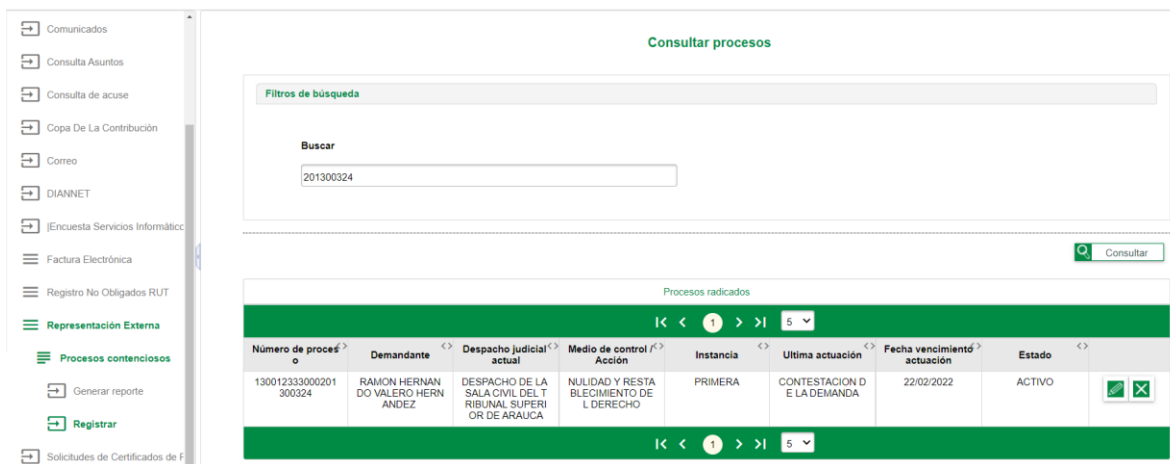 Comunicados
Consulta Asuntos
Consulta de acuse
Copa De La Contribución
Correo
DIANNET
|Encuesta Servicios Informátic
Factura Electrónica
Registro No Obligados RUT
Representación Externa
Procesos contenciosos
Generar reporte
Registrar
Solicitudes de Certificados de F
Consultar procesos
Filtros de búsqueda
Buscar
201300324
Consultar
Procesos radicados
1 5
Número de proces
o
Demandante
Despacho judicial
actual
Medio de control /
Acción
Instancia
Ultima actuación
Fecha vencimiento
actuación
Estado
130012333000201
300324
RAMON HERNAN
DO VALERO HERN
ANDEZ
DESPACHO DE LA
SALA CIVIL DEL T
RIBUNAL SUPERI
OR DE ARAUCA
NULIDAD Y RESTA
BLECIMIENTO DE
L DERECHO
PRIMERA
CONTESTACION D
E LA DEMANDA
22/02/2022
ACTIVO
1 5